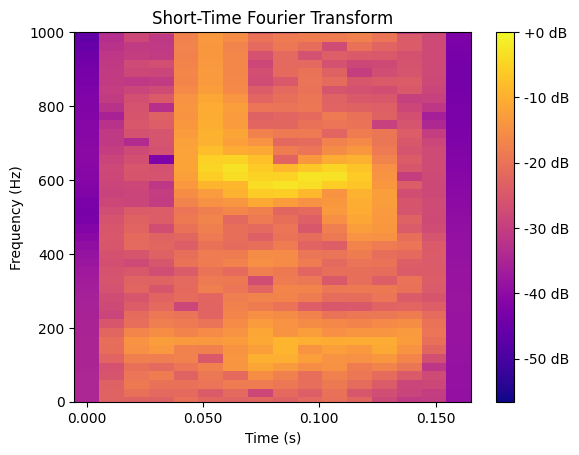 Short-Time Fourier Transform
1000
800
600
400
200
0
Frequency (Hz)
0.000
0.050
0.100
0.150
Time (s)
+0 dB
-10 dB
-20 dB
-30 dB
-40 dB
-50 dB